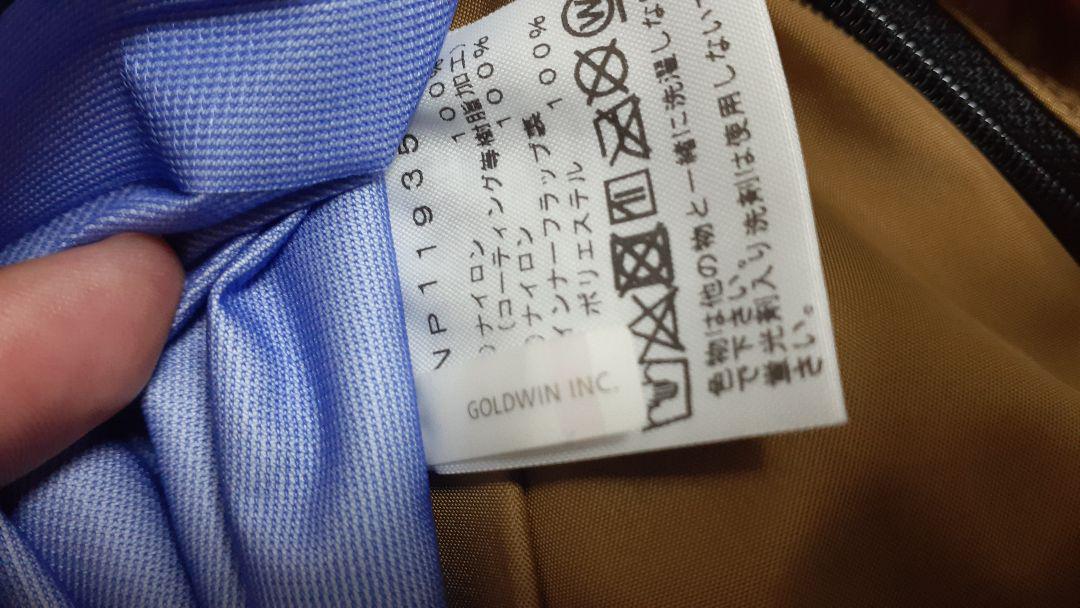 NP11935
ナイロン 100%
(コーティング等樹脂加工)
ナイロン 100%
インナーフラップ裂
ポリエステル 100%
W
GOLDWIN INC.
色物は他の物と一緒に洗濯しな
で下さい。
蛍光剤入り洗剤は使用しない
さい。